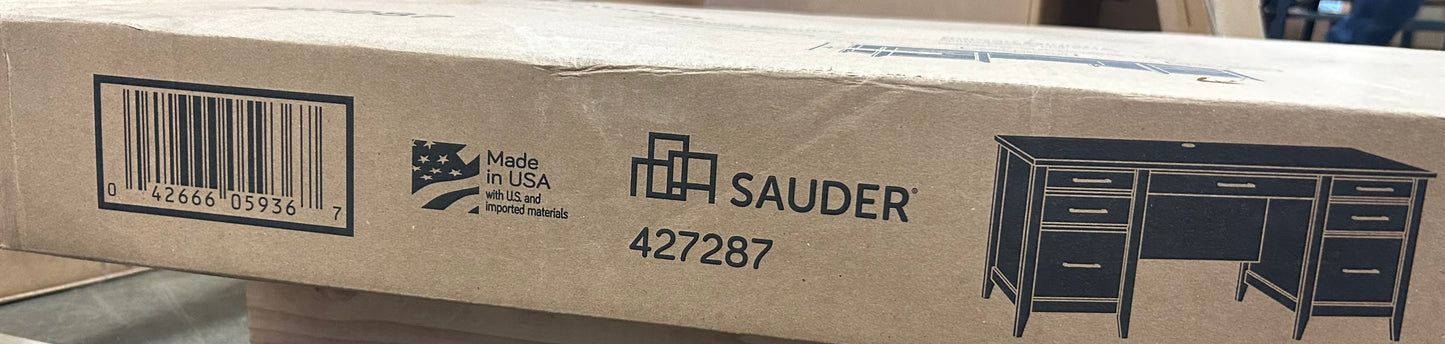 0 42666 05936 7
Made
in USA
with U.S. and
imported materials
SAUDER®
427287